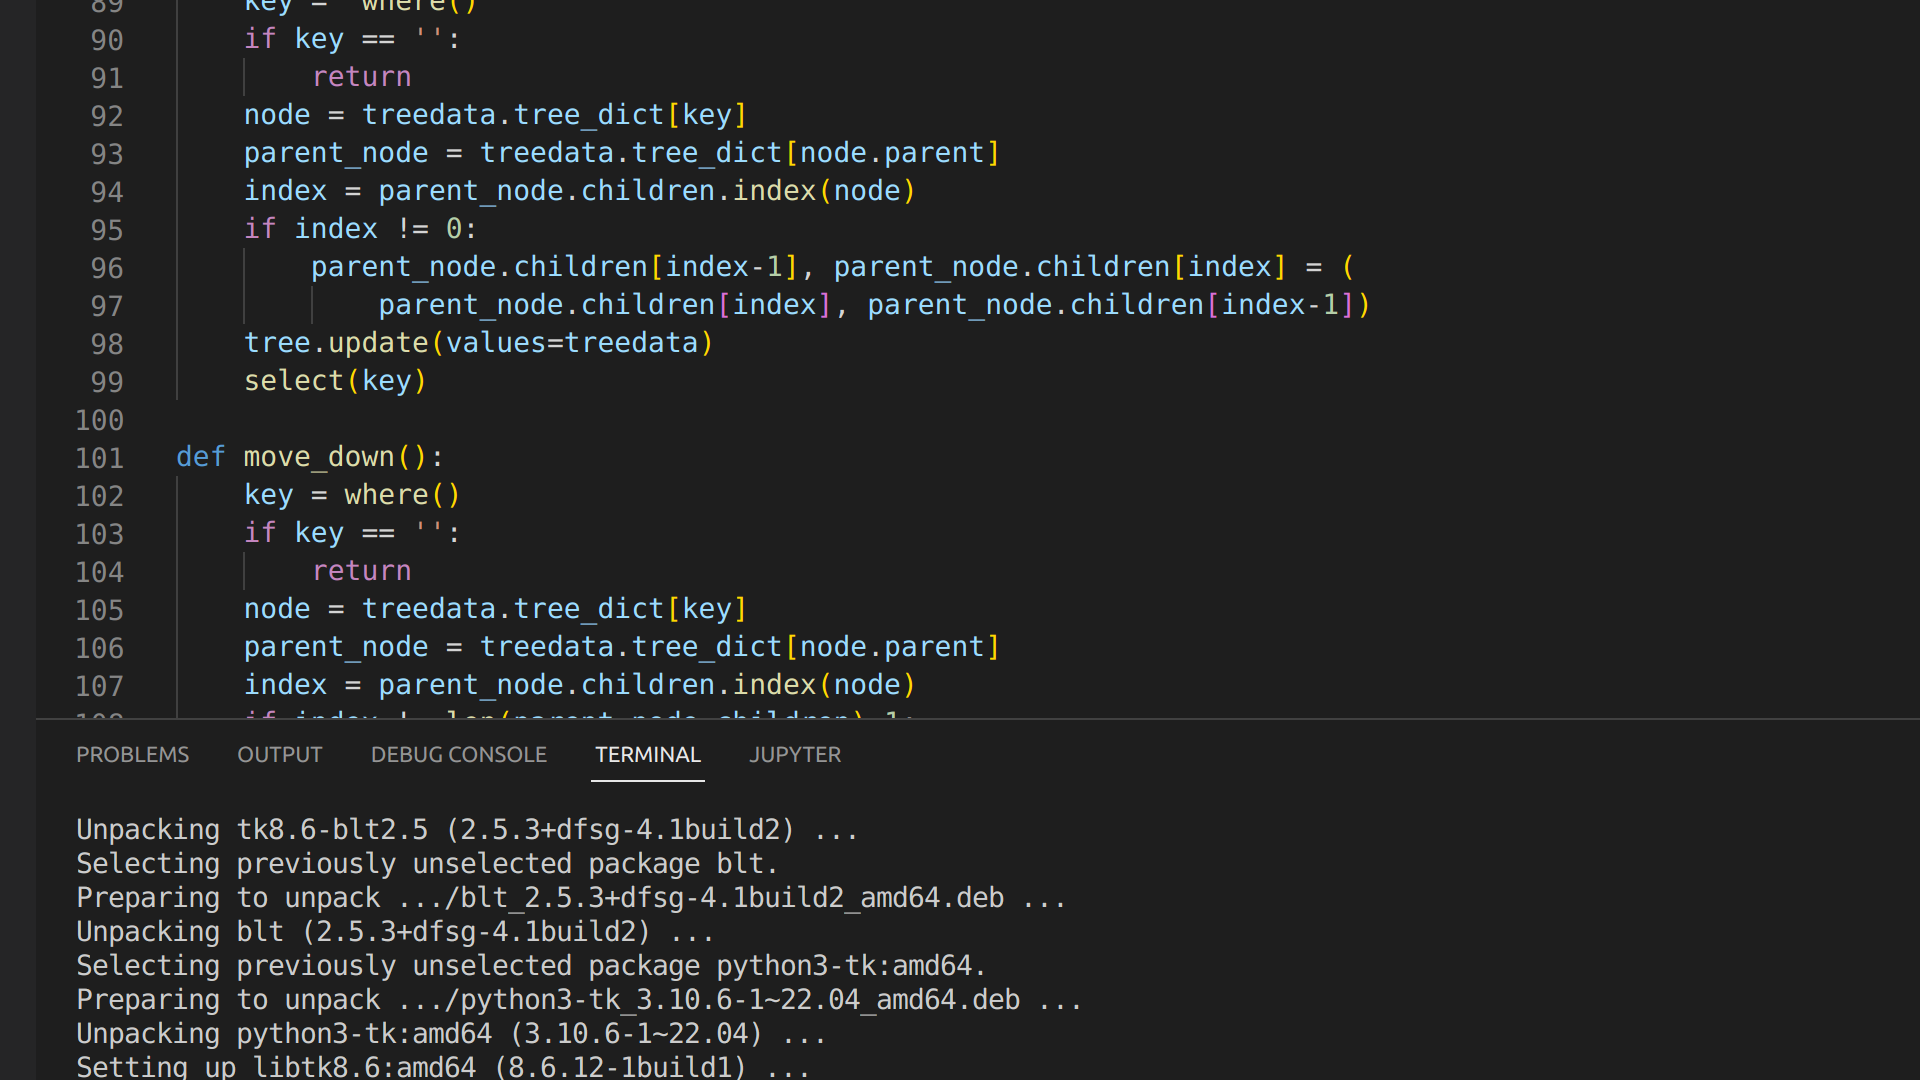 89 key = where()
90 if key == '':
91 return
92 node = treedata.tree_dict[key]
93 parent_node = treedata.tree_dict[node.parent]
94 index = parent_node.children.index(node)
95 if index != 0:
96 parent_node.children[index-1], parent_node.children[index] = (
97 parent_node.children[index], parent_node.children[index-1])
98 tree.update(values=treedata)
99 select(key)
100
101 def move_down():
102 key = where()
103 if key == '':
104 return
105 node = treedata.tree_dict[key]
106 parent_node = treedata.tree_dict[node.parent]
107 index = parent_node.children.index(node)
PROBLEMS OUTPUT DEBUG CONSOLE TERMINAL JUPYTER
Unpacking tk8.6-blt2.5 (2.5.3+dfsg-4.1build2) ...
Selecting previously unselected package blt.
Preparing to unpack .../blt_2.5.3+dfsg-4.1build2_amd64.deb ...
Unpacking blt (2.5.3+dfsg-4.1build2) ...
Selecting previously unselected package python3-tk:amd64.
Preparing to unpack .../python3-tk_3.10.6-1~22.04_amd64.deb ...
Unpacking python3-tk:amd64 (3.10.6-1~22.04) ...
Setting up libtk8.6:amd64 (8.6.12-1build1) ...